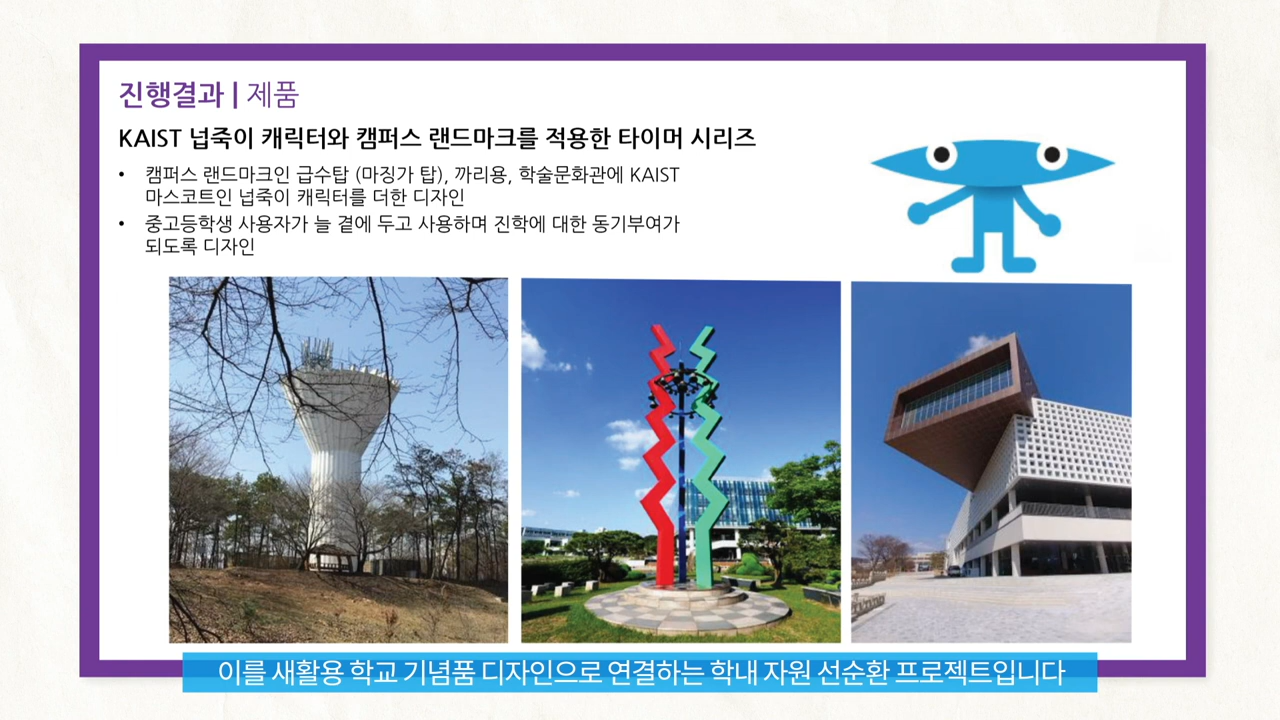 진행결과 | 제품
KAIST 넙죽이 캐릭터와 캠퍼스 랜드마크를 적용한 타이머 시리즈
• 캠퍼스 랜드마크인 급수탑 (마징가 탑), 까리용, 학술문화관에 KAIST
마스코트인 넙죽이 캐릭터를 더한 디자인
• 중고등학생 사용자가 늘 곁에 두고 사용하며 진학에 대한 동기부여가
되도록 디자인
이를 새활용 학교 기념품 디자인으로 연결하는 학내 자원 선순환 프로젝트입니다